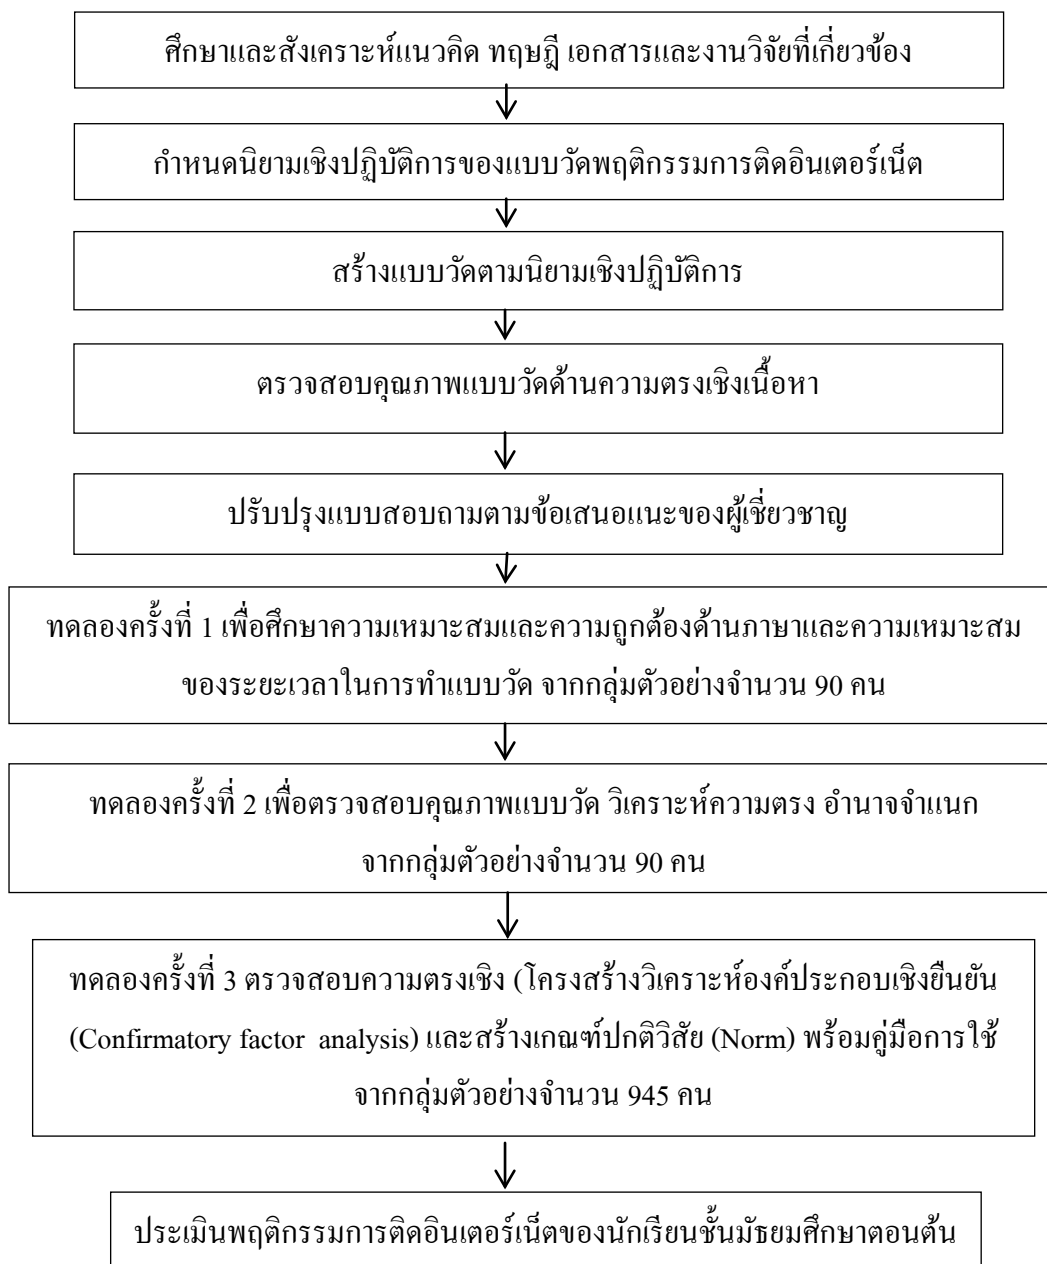 ศึกษาและสังเคราะห์แนวคิด ทฤษฎี เอกสารและงานวิจัยที่เกี่ยวข้อง
กำหนดนิยามเชิงปฏิบัติการของแบบวัดพฤติกรรมการติดอินเตอร์เน็ต
สร้างแบบวัดตามนิยามเชิงปฏิบัติการ
ตรวจสอบคุณภาพแบบวัดด้านความตรงเชิงเนื้อหา
ปรับปรุงแบบสอบถามตามข้อเสนอแนะของผู้เชี่ยวชาญ
ทดลองครั้งที่ 1 เพื่อศึกษาความเหมาะสมและความถูกต้องด้านภาษาและความเหมาะสม
ของระยะเวลาในการทำแบบวัด จากกลุ่มตัวอย่างจำนวน 90 คน
ทดลองครั้งที่ 2 เพื่อตรวจสอบคุณภาพแบบวัด วิเคราะห์ความตรง อำนาจจำแนก
จากกลุ่มตัวอย่างจำนวน 90 คน
ทดลองครั้งที่ 3 ตรวจสอบความตรงเชิง (โครงสร้างวิเคราะห์องค์ประกอบเชิงยืนยัน
(Confirmatory factor analysis) และสร้างเกณฑ์ปกติวิสัย (Norm) พร้อมคู่มือการใช้
จากกลุ่มตัวอย่างจำนวน 945 คน
ประเมินพฤติกรรมการติดอินเตอร์เน็ตของนักเรียนชั้นมัธยมศึกษาตอนต้น